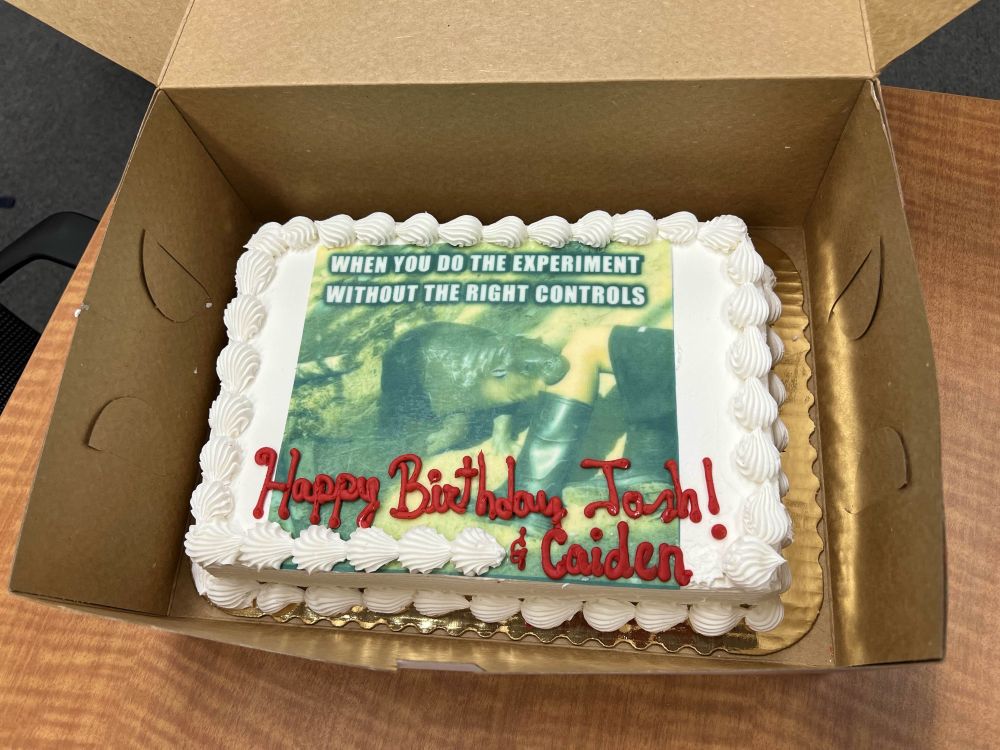 WHEN YOU DO THE EXPERIMENT
WITHOUT THE RIGHT CONTROLS
Happy Birthday, Josh!
& Caiden